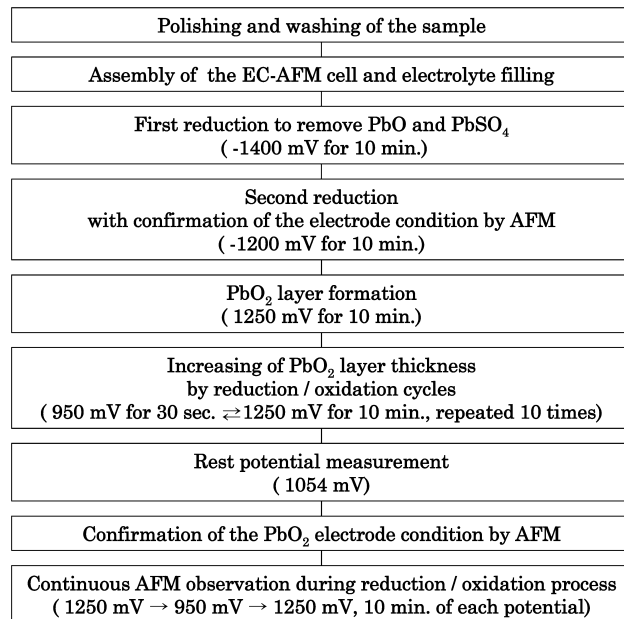 Polishing and washing of the sample
Assembly of the EC-AFM cell and electrolyte filling
First reduction to remove PbO and PbSO₄
( -1400 mV for 10 min.)
Second reduction
with confirmation of the electrode condition by AFM
( -1200 mV for 10 min.)
PbO₂ layer formation
( 1250 mV for 10 min.)
Increasing of PbO₂ layer thickness
by reduction / oxidation cycles
( 950 mV for 30 sec. ⇄1250 mV for 10 min., repeated 10 times)
Rest potential measurement
( 1054 mV)
Confirmation of the PbO₂ electrode condition by AFM
Continuous AFM observation during reduction / oxidation process
( 1250 mV → 950 mV → 1250 mV, 10 min. of each potential)